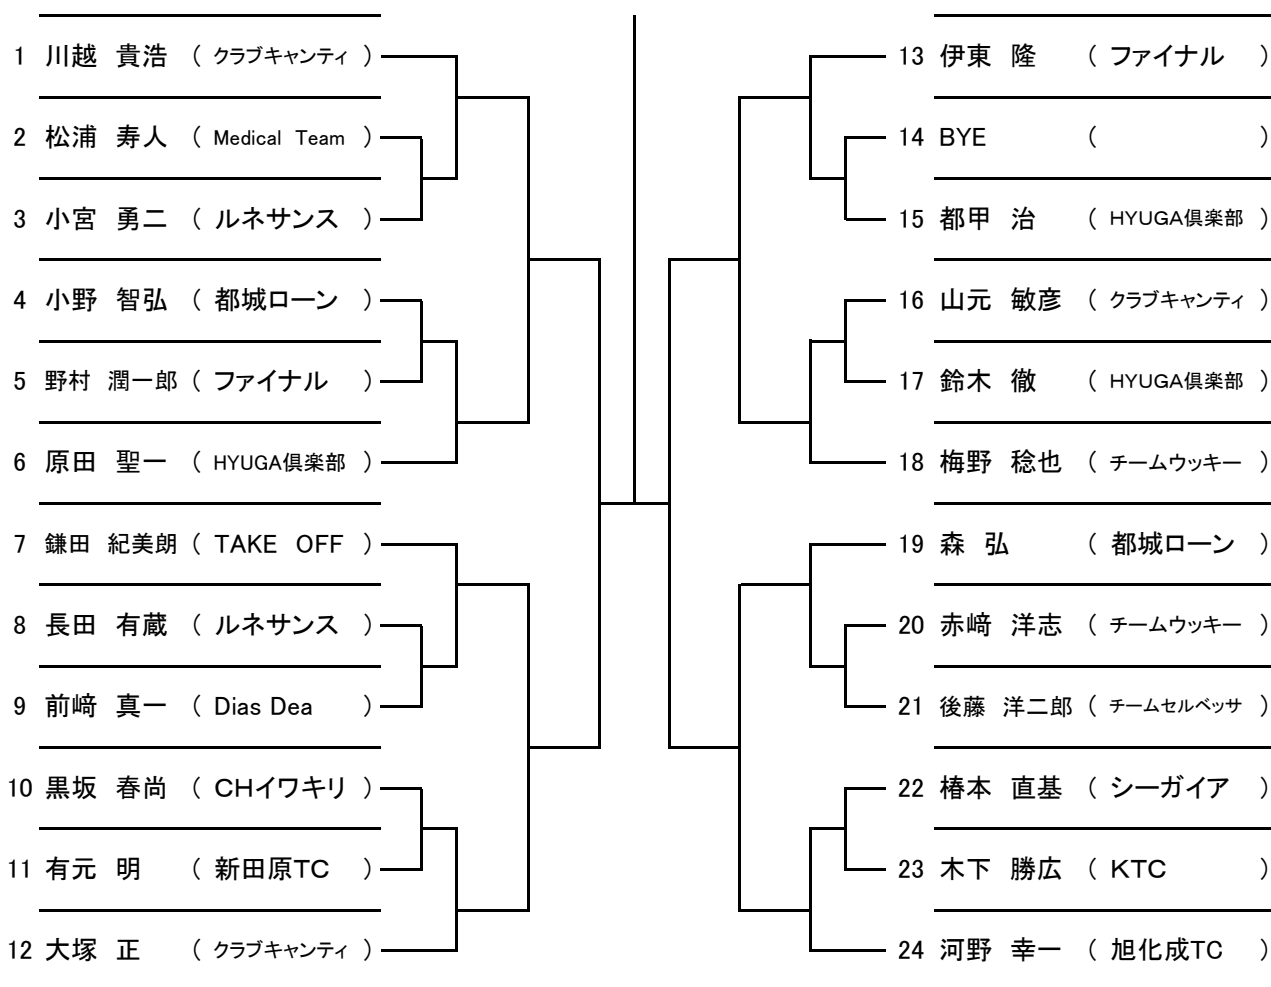 1 川越 貴浩 ( クラブキャンティ )
2 松浦 寿人 ( Medical Team )
3 小宮 勇二 ( ルネサンス )
4 小野 智弘 ( 都城ローン )
5 野村 潤一郎 ( ファイナル )
6 原田 聖一 ( HYUGA倶楽部 )
7 鎌田 紀美朗 ( TAKE OFF )
8 長田 有蔵 ( ルネサンス )
9 前﨑 真一 ( Dias Dea )
10 黒坂 春尚 ( CHイワキリ )
11 有元 明 ( 新田原TC )
12 大塚 正 ( クラブキャンティ )
13 伊東 隆 ( ファイナル )
14 BYE ( )
15 都甲 治 ( HYUGA倶楽部 )
16 山元 敏彦 ( クラブキャンティ )
17 鈴木 徹 ( HYUGA倶楽部 )
18 梅野 稔也 ( チームウッキー )
19 森 弘 ( 都城ローン )
20 赤﨑 洋志 ( チームウッキー )
21 後藤 洋二郎 ( チームセルベッサ )
22 椿本 直基 ( シーガイア )
23 木下 勝広 ( KTC )
24 河野 幸一 ( 旭化成TC )